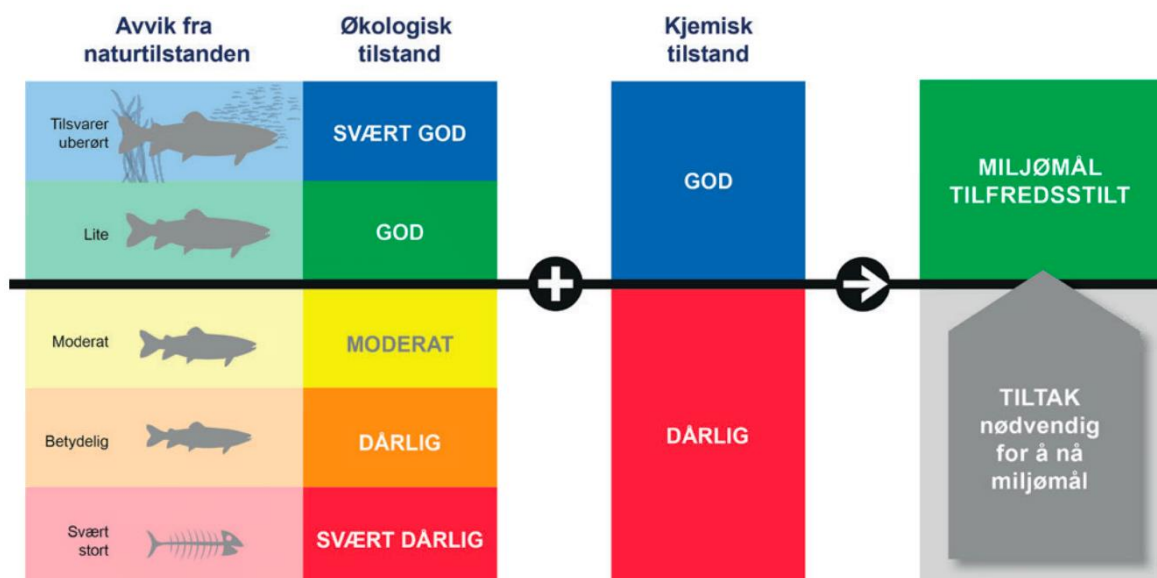 Avvik fra
naturtilstanden
Økologisk
tilstand
Kjemisk
tilstand
Tilsvarer
uberørt
SVÆRT GOD
GOD
MILJØMÅL
TILFREDSSTILT
Lite
GOD
Moderat
MODERAT
Betydelig
DÅRLIG
DÅRLIG
TILTAK
nødvendig
for å nå
miljømål
Svært
stort
SVÆRT DÅRLIG